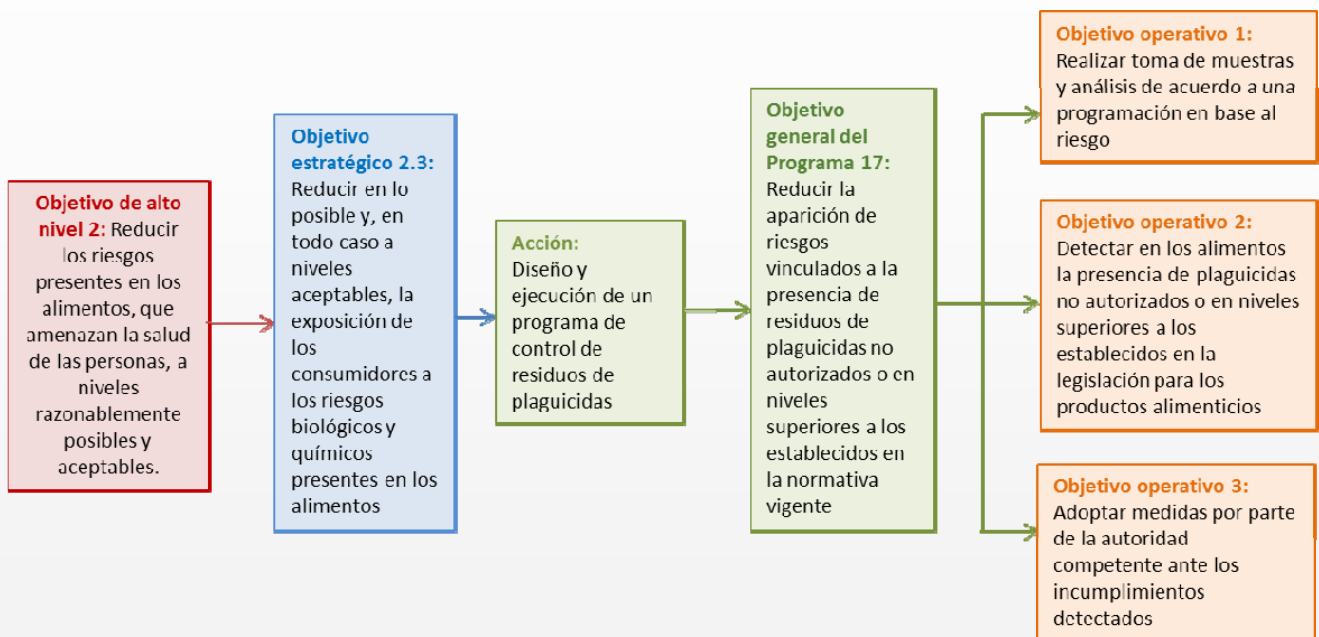 Objetivo de alto
nivel 2: Reducir
los riesgos
presentes en los
alimentos, que
amenazan la salud
de las personas, a
niveles
razonablemente
posibles y
aceptables.
Objetivo
estratégico 2.3:
Reducir en lo
posible y, en
todo caso a
niveles
aceptables, la
exposición de
los
consumidores a
los riesgos
biológicos y
químicos
presentes en los
alimentos
Acción:
Diseño y
ejecución de un
programa de
control de
residuos de
plaguicidas
Objetivo
general del
Programa 17:
Reducir la
aparición de
riesgos
vinculados a la
presencia de
residuos de
plaguicidas no
autorizados o en
niveles
superiores a los
establecidos en
la normativa
vigente
Objetivo operativo 1:
Realizar toma de muestras
y análisis de acuerdo a una
programación en base al
riesgo
Objetivo operativo 2:
Detectar en los alimentos
la presencia de plaguicidas
no autorizados o en niveles
superiores a los
establecidos en la
legislación para los
productos alimenticios
Objetivo operativo 3:
Adoptar medidas por parte
de la autoridad
competente ante los
incumplimientos
detectados